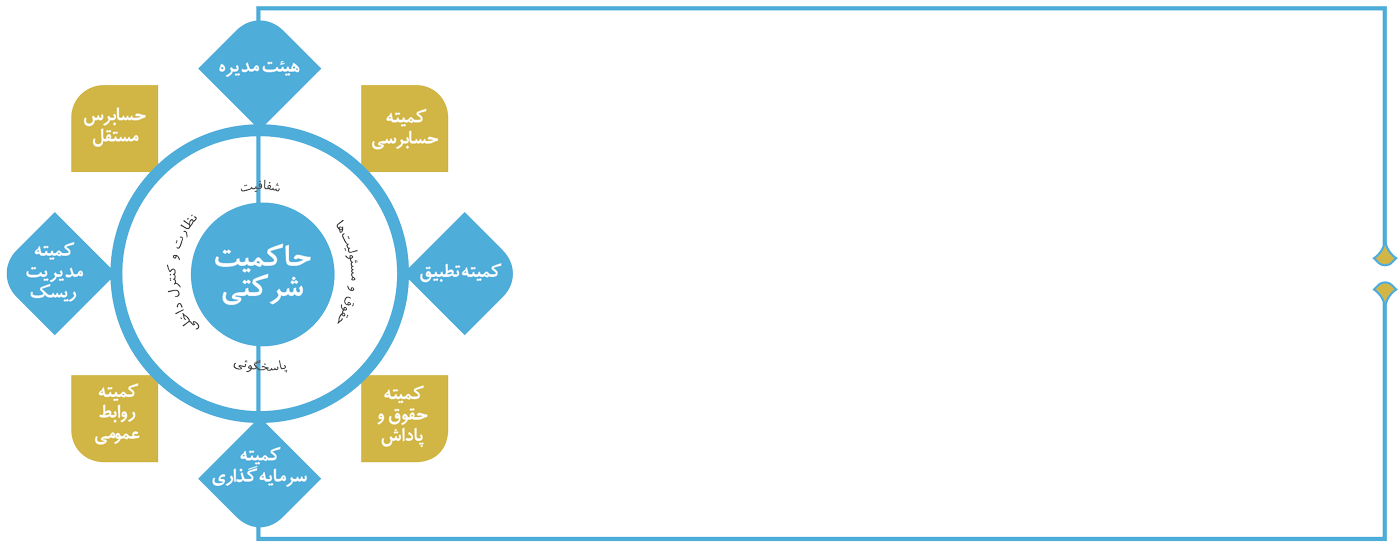 هیئت مدیره
کمیته
حسابرسی
حسابرس
مستقل
شفافیت
حقوق و مسئولیت‌ها
نظارت و کنترل داخلی
حاکمیت
شرکتی
کمیته تطبیق
کمیته
مدیریت
ریسک
پاسخگوئی
کمیته
حقوق و
پاداش
کمیته
روابط
عمومی
کمیته
سرمایه گذاری